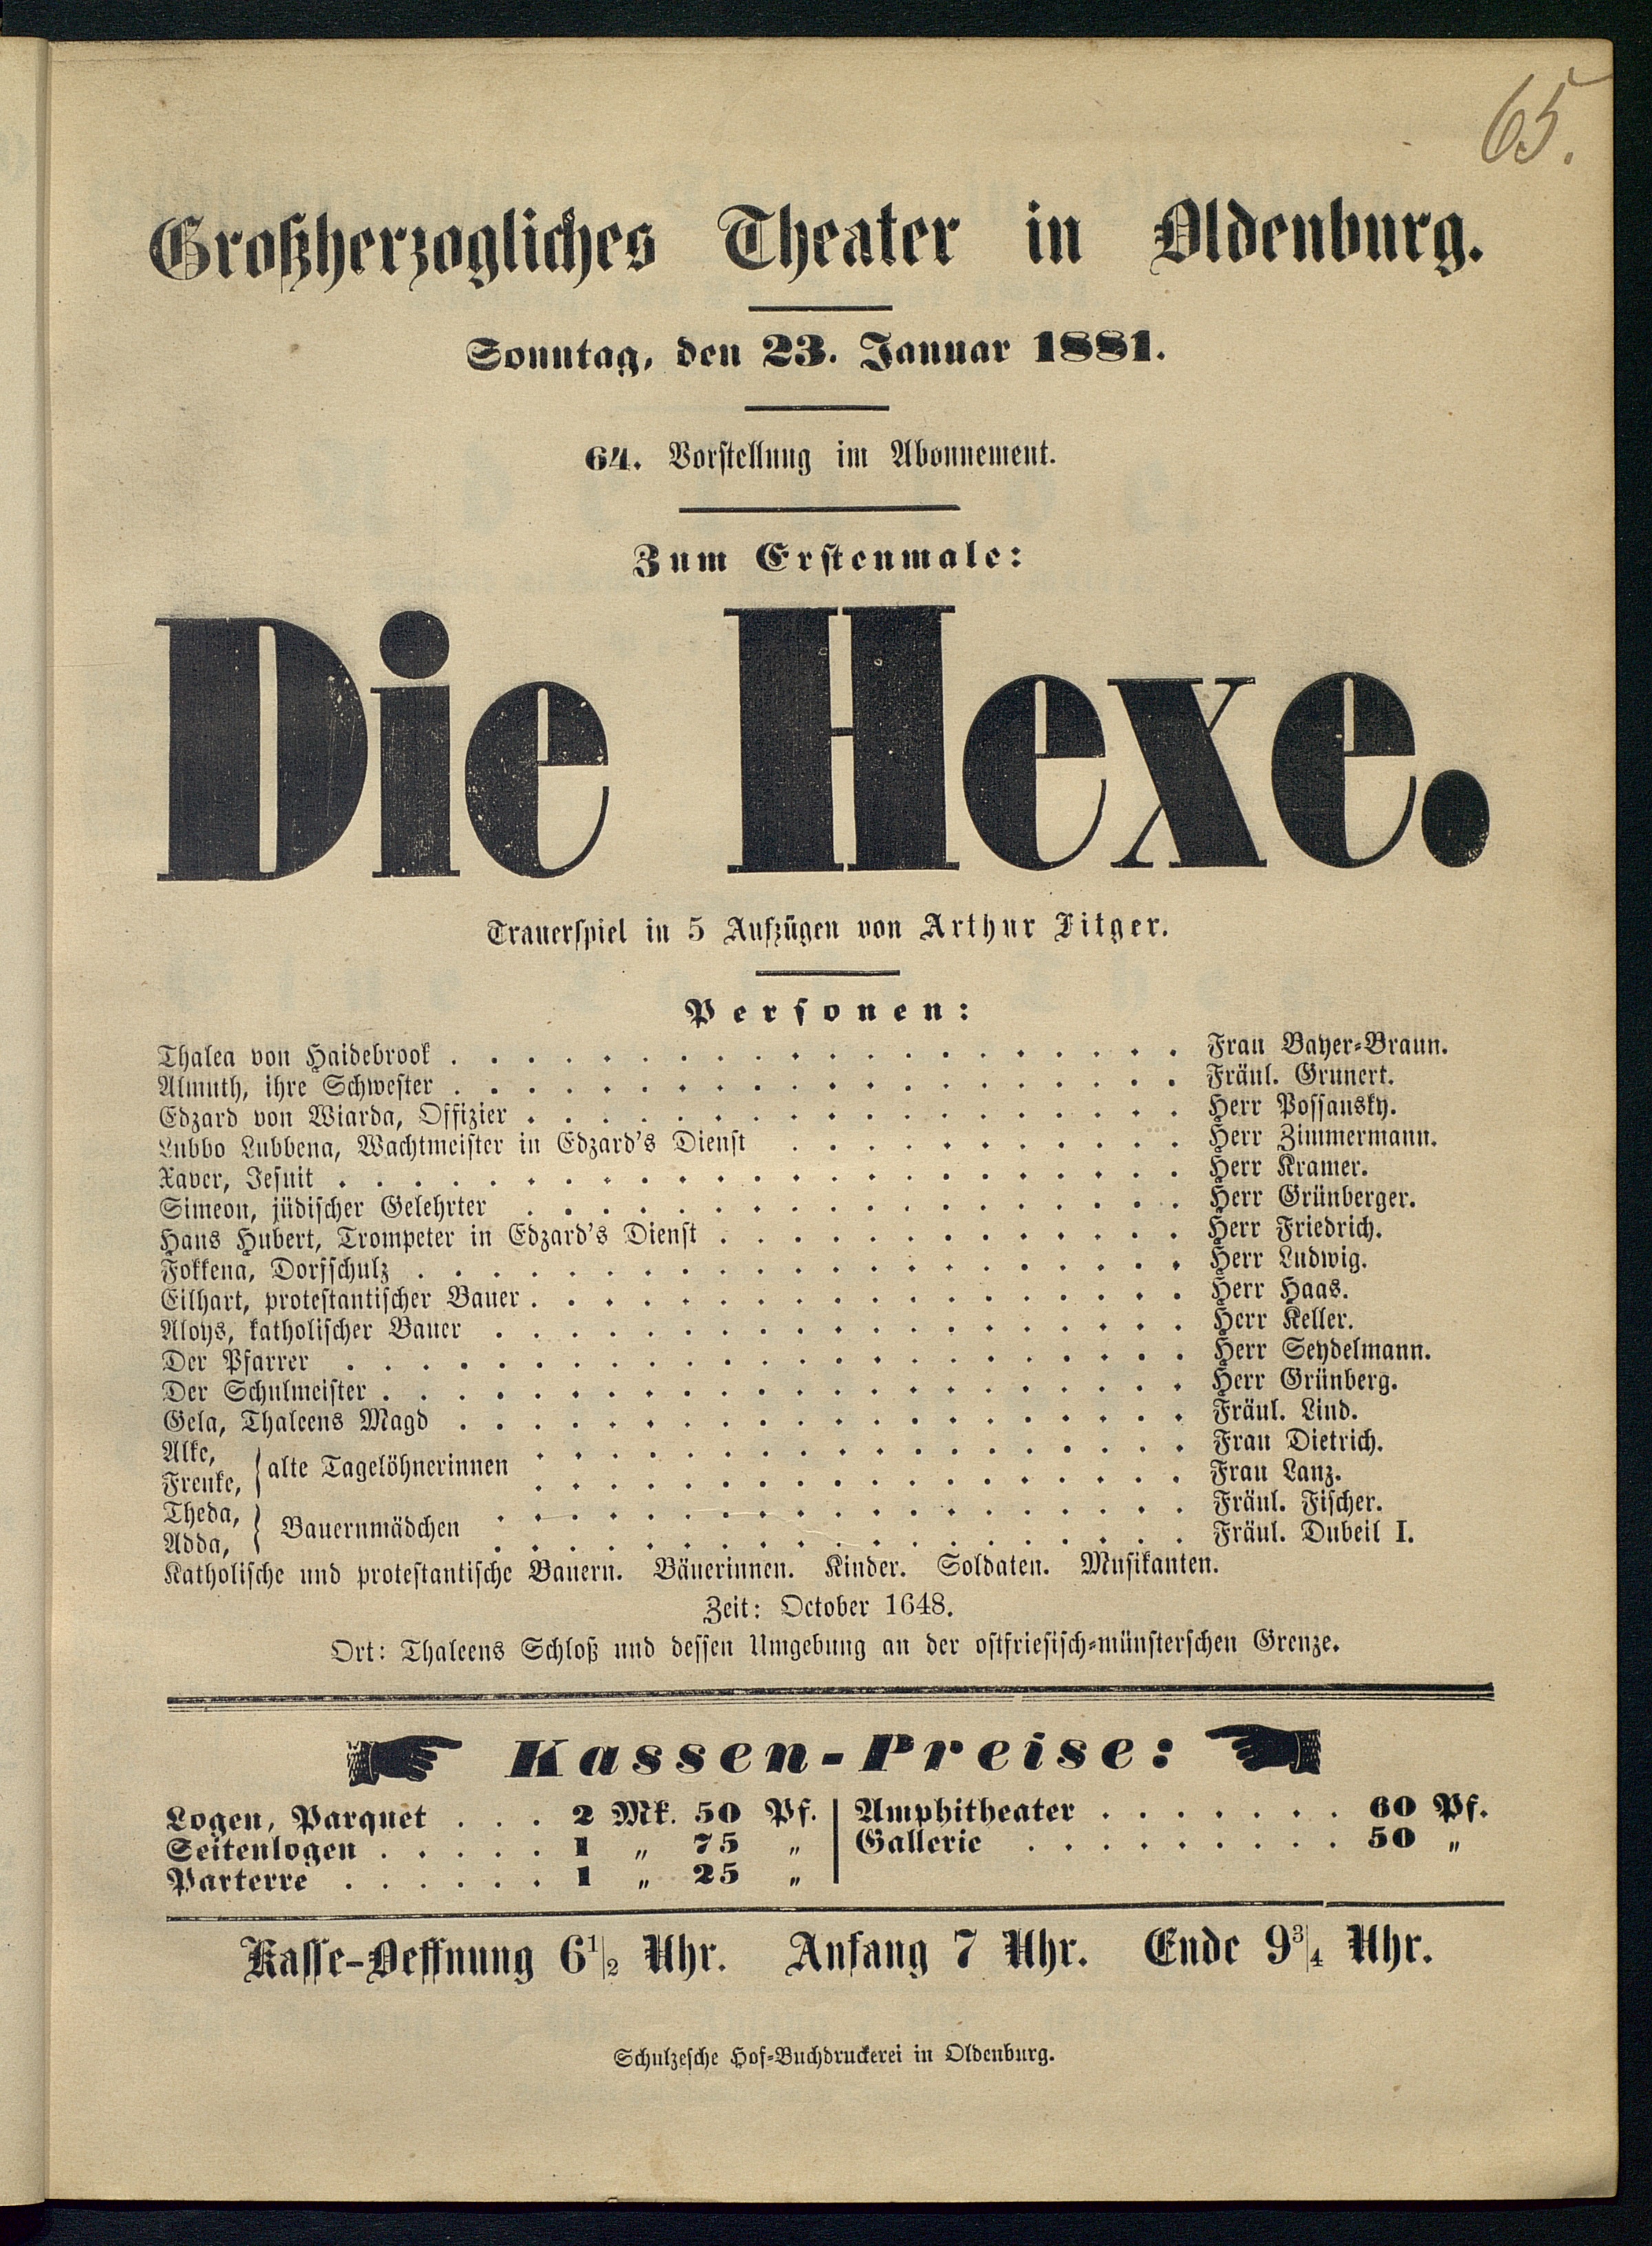 65.
Großherzogliches Theater in Oldenburg.
Sonntag, den 23. Januar 1881.
64. Vorstellung im Abonnement.
Zum Erstenmale:
Die Hexe.
Trauerspiel in 5 Aufzügen von Arthur Fitger.
Personen:
Thalea von Haidebrook . . . . . . . . . . . . . . . . . . . . Frau Bayer-Braun.
Almuth, ihre Schwester . . . . . . . . . . . . . . . . . . . . Fräul. Grunert.
Edzard von Wiarda, Offizier . . . . . . . . . . . . . . . . . . Herr Possansky.
Lubbo Lubbena, Wachtmeister in Edzard's Dienst . . . . . . . . . . . Herr Zimmermann.
Xaver, Jesuit . . . . . . . . . . . . . . . . . . . . . . . Herr Kramer.
Simeon, jüdischer Gelehrter . . . . . . . . . . . . . . . . . . Herr Grünberger.
Hans Hubert, Trompeter in Edzard's Dienst . . . . . . . . . . . . . Herr Friedrich.
Fokkena, Dorfschulz . . . . . . . . . . . . . . . . . . . . . Herr Ludwig.
Eilhart, protestantischer Bauer . . . . . . . . . . . . . . . . . . Herr Haas.
Aloys, katholischer Bauer . . . . . . . . . . . . . . . . . . . Herr Keller.
Der Pfarrer . . . . . . . . . . . . . . . . . . . . . . . Herr Seydelmann.
Der Schulmeister . . . . . . . . . . . . . . . . . . . . . . Herr Grünberg.
Gela, Thaleens Magd . . . . . . . . . . . . . . . . . . . . Fräul. Lind.
Alke, . . . . . . . . . . . . . . . . . . Frau Dietrich.
alte Tagelöhnerinnen
Frenke, . . . . . . . . . . . . . . . . . . Frau Lanz.
Theda, . . . . . . . . . . . . . . . . . . . Fräul. Fischer.
Bauernmädchen
Adda, . . . . . . . . . . . . . . . . . . . Fräul. Dubeil I.
Katholische und protestantische Bauern. Bäuerinnen. Kinder. Soldaten. Musikanten.
Zeit: October 1648.
Ort: Thaleens Schloß und dessen Umgebung an der ostfriesisch-münsterschen Grenze.
Kassen-Preise:
Logen, Parquet . . . 2 Mk. 50 Pf. Amphitheater . . . . . . . 60 Pf.
Seitenlogen . . . . . 1 „ 75 „ Gallerie . . . . . . . . . 50 „
Parterre . . . . . . 1 „ 25 „
Kasse-Oeffnung 6 1/2 Uhr. Anfang 7 Uhr. Ende 9 3/4 Uhr.
Schulzesche Hof-Buchdruckerei in Oldenburg.